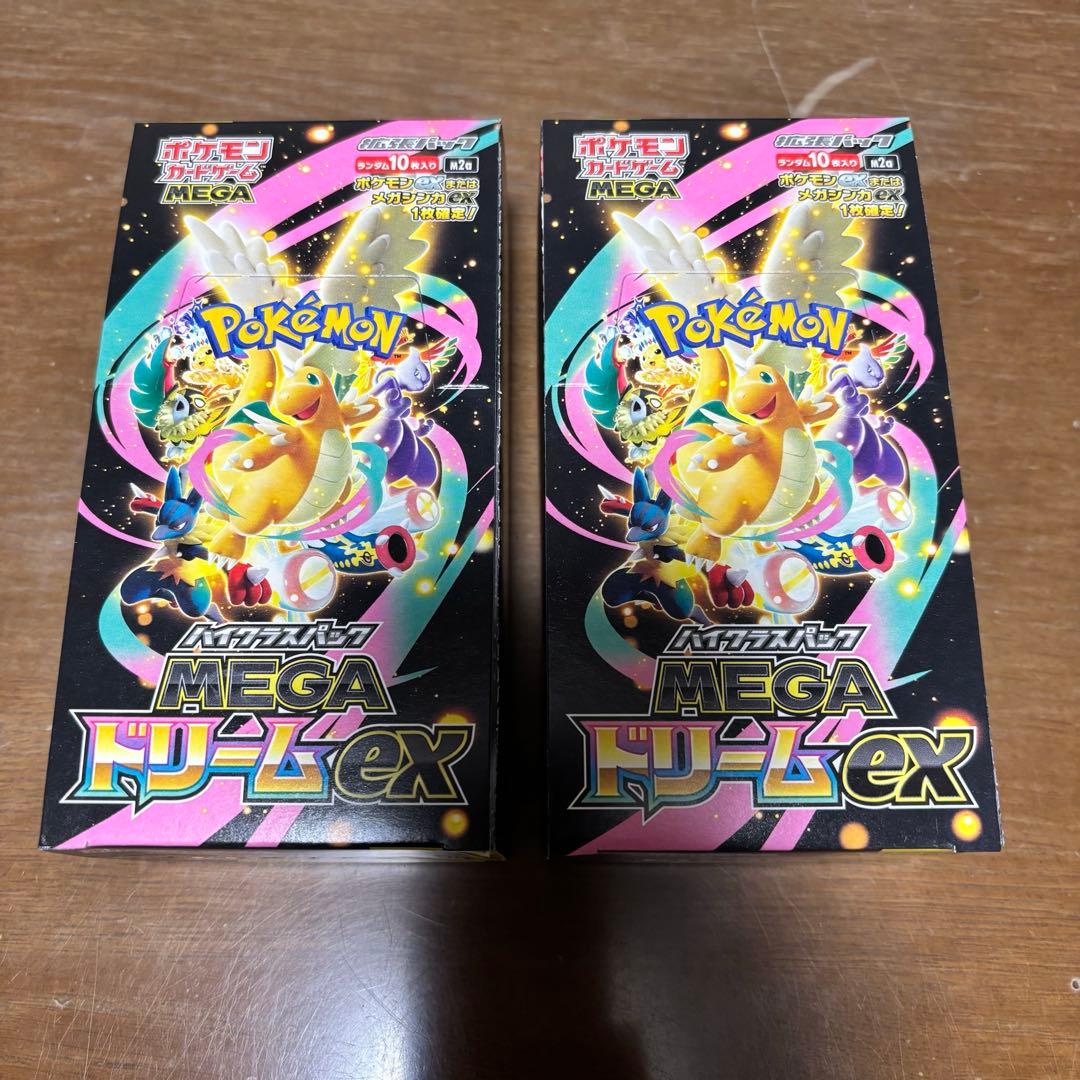 ポケモン
カードゲーム
MEGA
拡張パック
ランダム10枚入り M2a
ポケモンexまたは
メガシンカex
1枚確定!
POKéMON
TM
ハイクラスパック
MEGA
ドリームex
ポケモン
カードゲーム
MEGA
拡張パック
ランダム10枚入り M2a
ポケモンexまたは
メガシンカex
1枚確定!
POKéMON
TM
ハイクラスパック
MEGA
ドリームex